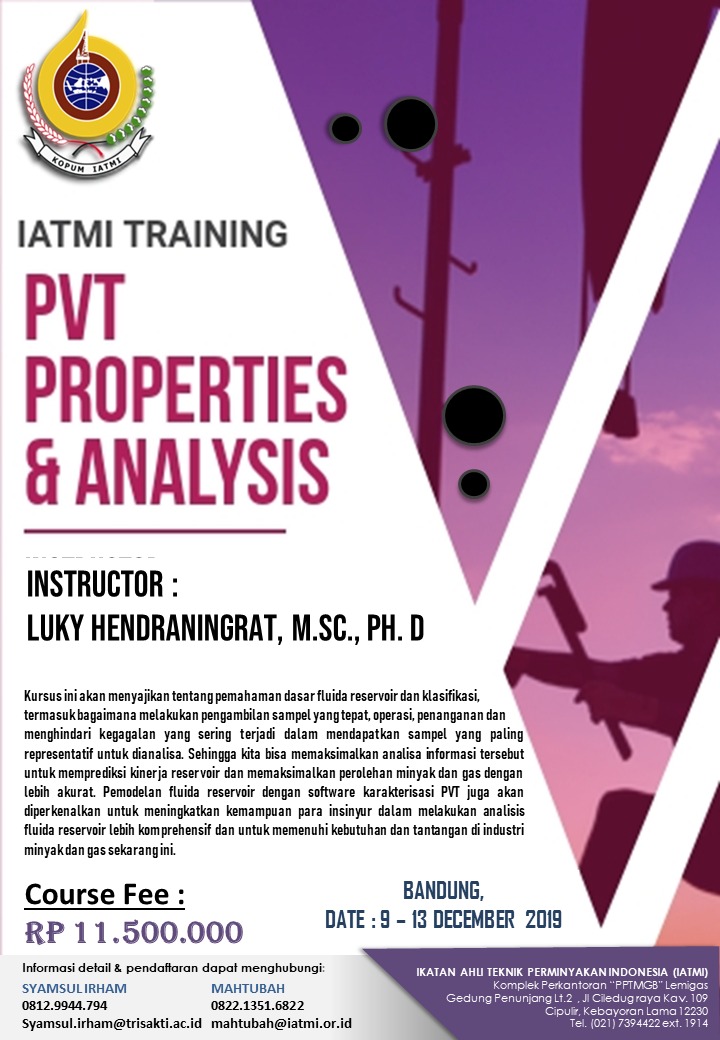 KOPUM IATMI
IATMI TRAINING
PVT
PROPERTIES
& ANALYSIS
INSTRUCTOR :
LUKY HENDRANINGRAT, M.SC., PH. D
Kursus ini akan menyajikan tentang pemahaman dasar fluida reservoir dan klasifikasi,
termasuk bagaimana melakukan pengambilan sampel yang tepat, operasi, penanganan dan
menghindari kegagalan yang sering terjadi dalam mendapatkan sampel yang paling
representatif untuk dianalisa. Sehingga kita bisa memaksimalkan analisa informasi tersebut
untuk memprediksi kinerja reservoir dan memaksimalkan perolehan minyak dan gas dengan
lebih akurat. Pemodelan fluida reservoir dengan software karakterisasi PVT juga akan
diperkenalkan untuk meningkatkan kemampuan para insinyur dalam melakukan analisis
fluida reservoir lebih komprehensif dan untuk memenuhi kebutuhan dan tantangan di industri
minyak dan gas sekarang ini.
Course Fee :
RP 11.500.000
BANDUNG,
DATE : 9 – 13 DECEMBER 2019
Informasi detail & pendaftaran dapat menghubungi:
SYAMSUL IRHAM
0812.9944.794
Syamsul.irham@trisakti.ac.id
MAHTUBAH
0822.1351.6822
mahtubah@iatmi.or.id
IKATAN AHLI TEKNIK PERMINYAKAN INDONESIA (IATMI)
Komplek Perkantoran "PPTMGB" Lemigas
Gedung Penunjang Lt.2 , Jl Ciledug raya Kav. 109
Cipulir, Kebayoran Lama 12230
Tel. (021) 7394422 ext. 1914